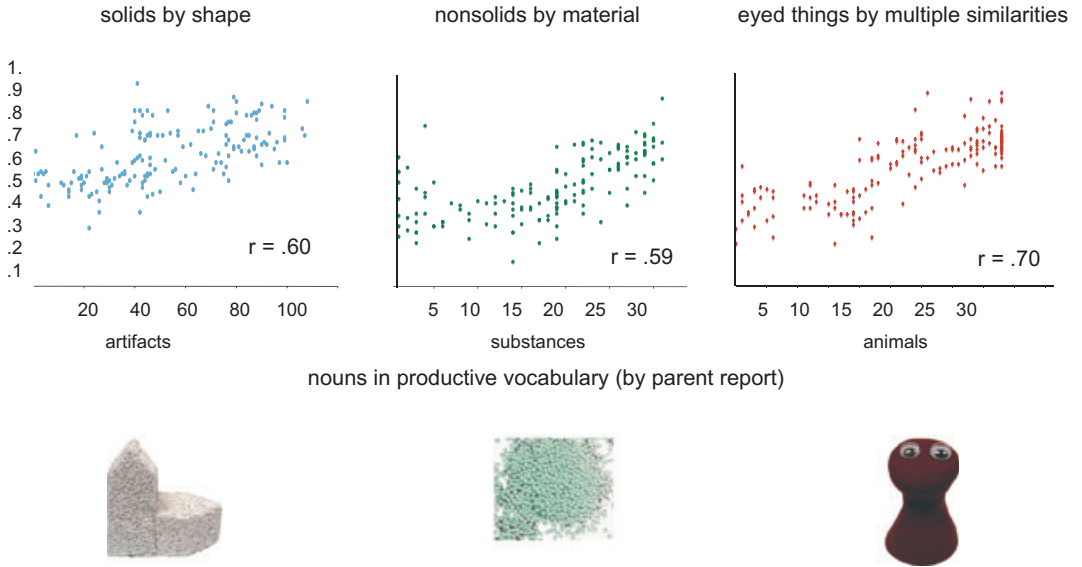 solids by shape
nonsolids by material
eyed things by multiple similarities
1.
.9
.8
.7
.6
.5
.4
.3
.2
.1
r = .60
r = .59
r = .70
20 40 60 80 100
5 10 15 20 25 30
5 10 15 20 25 30
artifacts
substances
animals
nouns in productive vocabulary (by parent report)